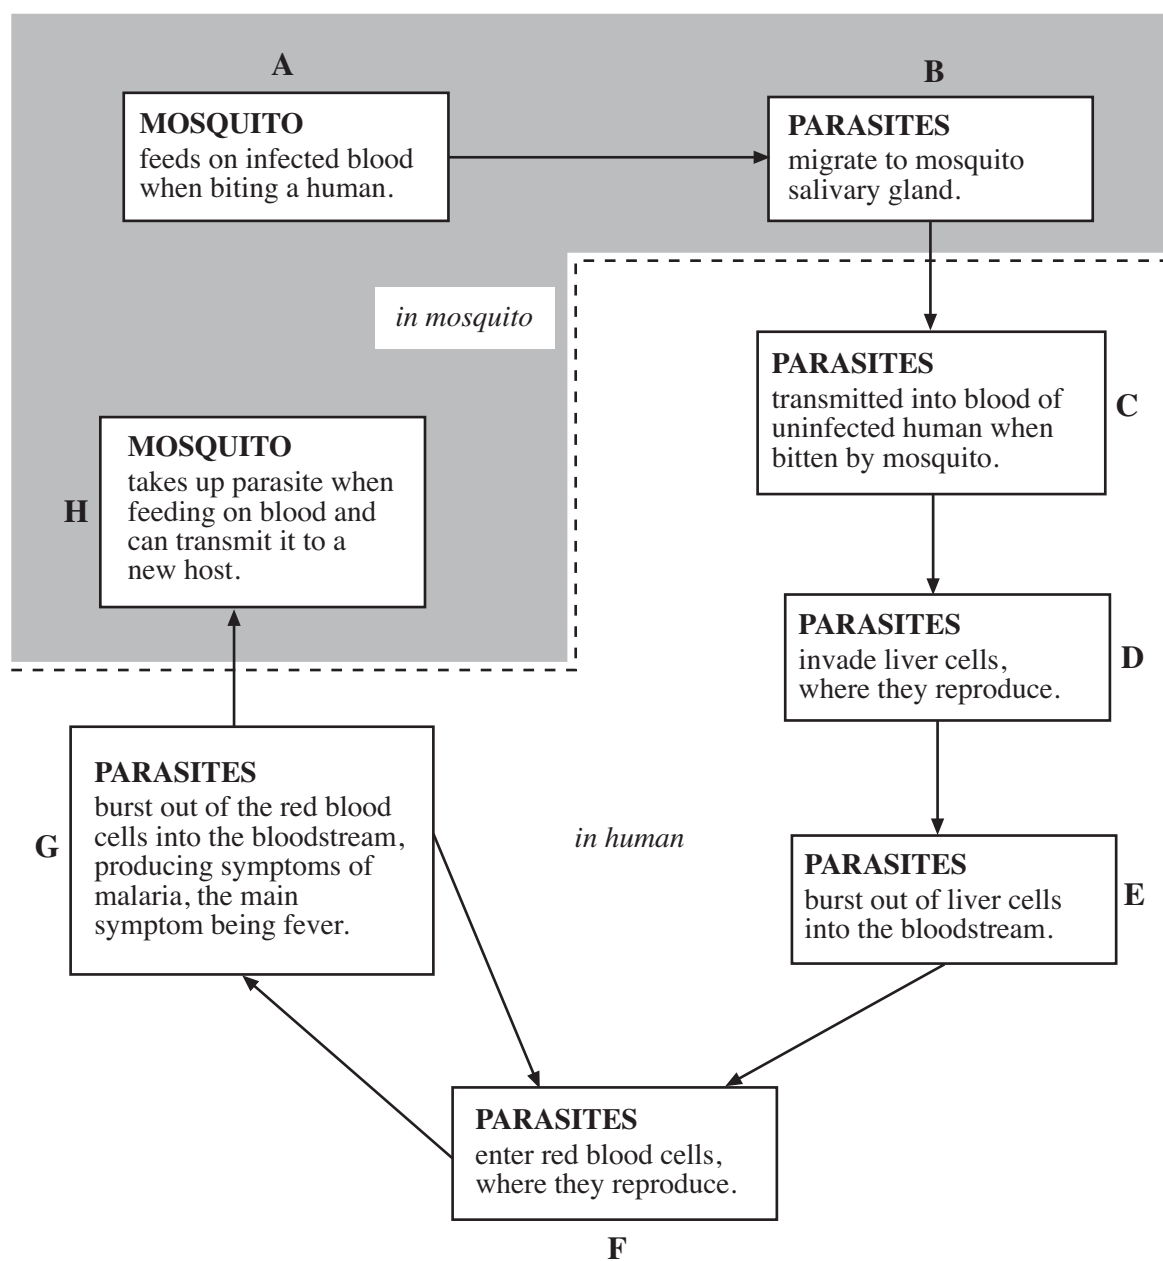 A
MOSQUITO
feeds on infected blood
when biting a human.
B
PARASITES
migrate to mosquito
salivary gland.
in mosquito
C
PARASITES
transmitted into blood of
uninfected human when
bitten by mosquito.
H
MOSQUITO
takes up parasite when
feeding on blood and
can transmit it to a
new host.
D
PARASITES
invade liver cells,
where they reproduce.
G
PARASITES
burst out of the red blood
cells into the bloodstream,
producing symptoms of
malaria, the main
symptom being fever.
in human
E
PARASITES
burst out of liver cells
into the bloodstream.
PARASITES
enter red blood cells,
where they reproduce.
F